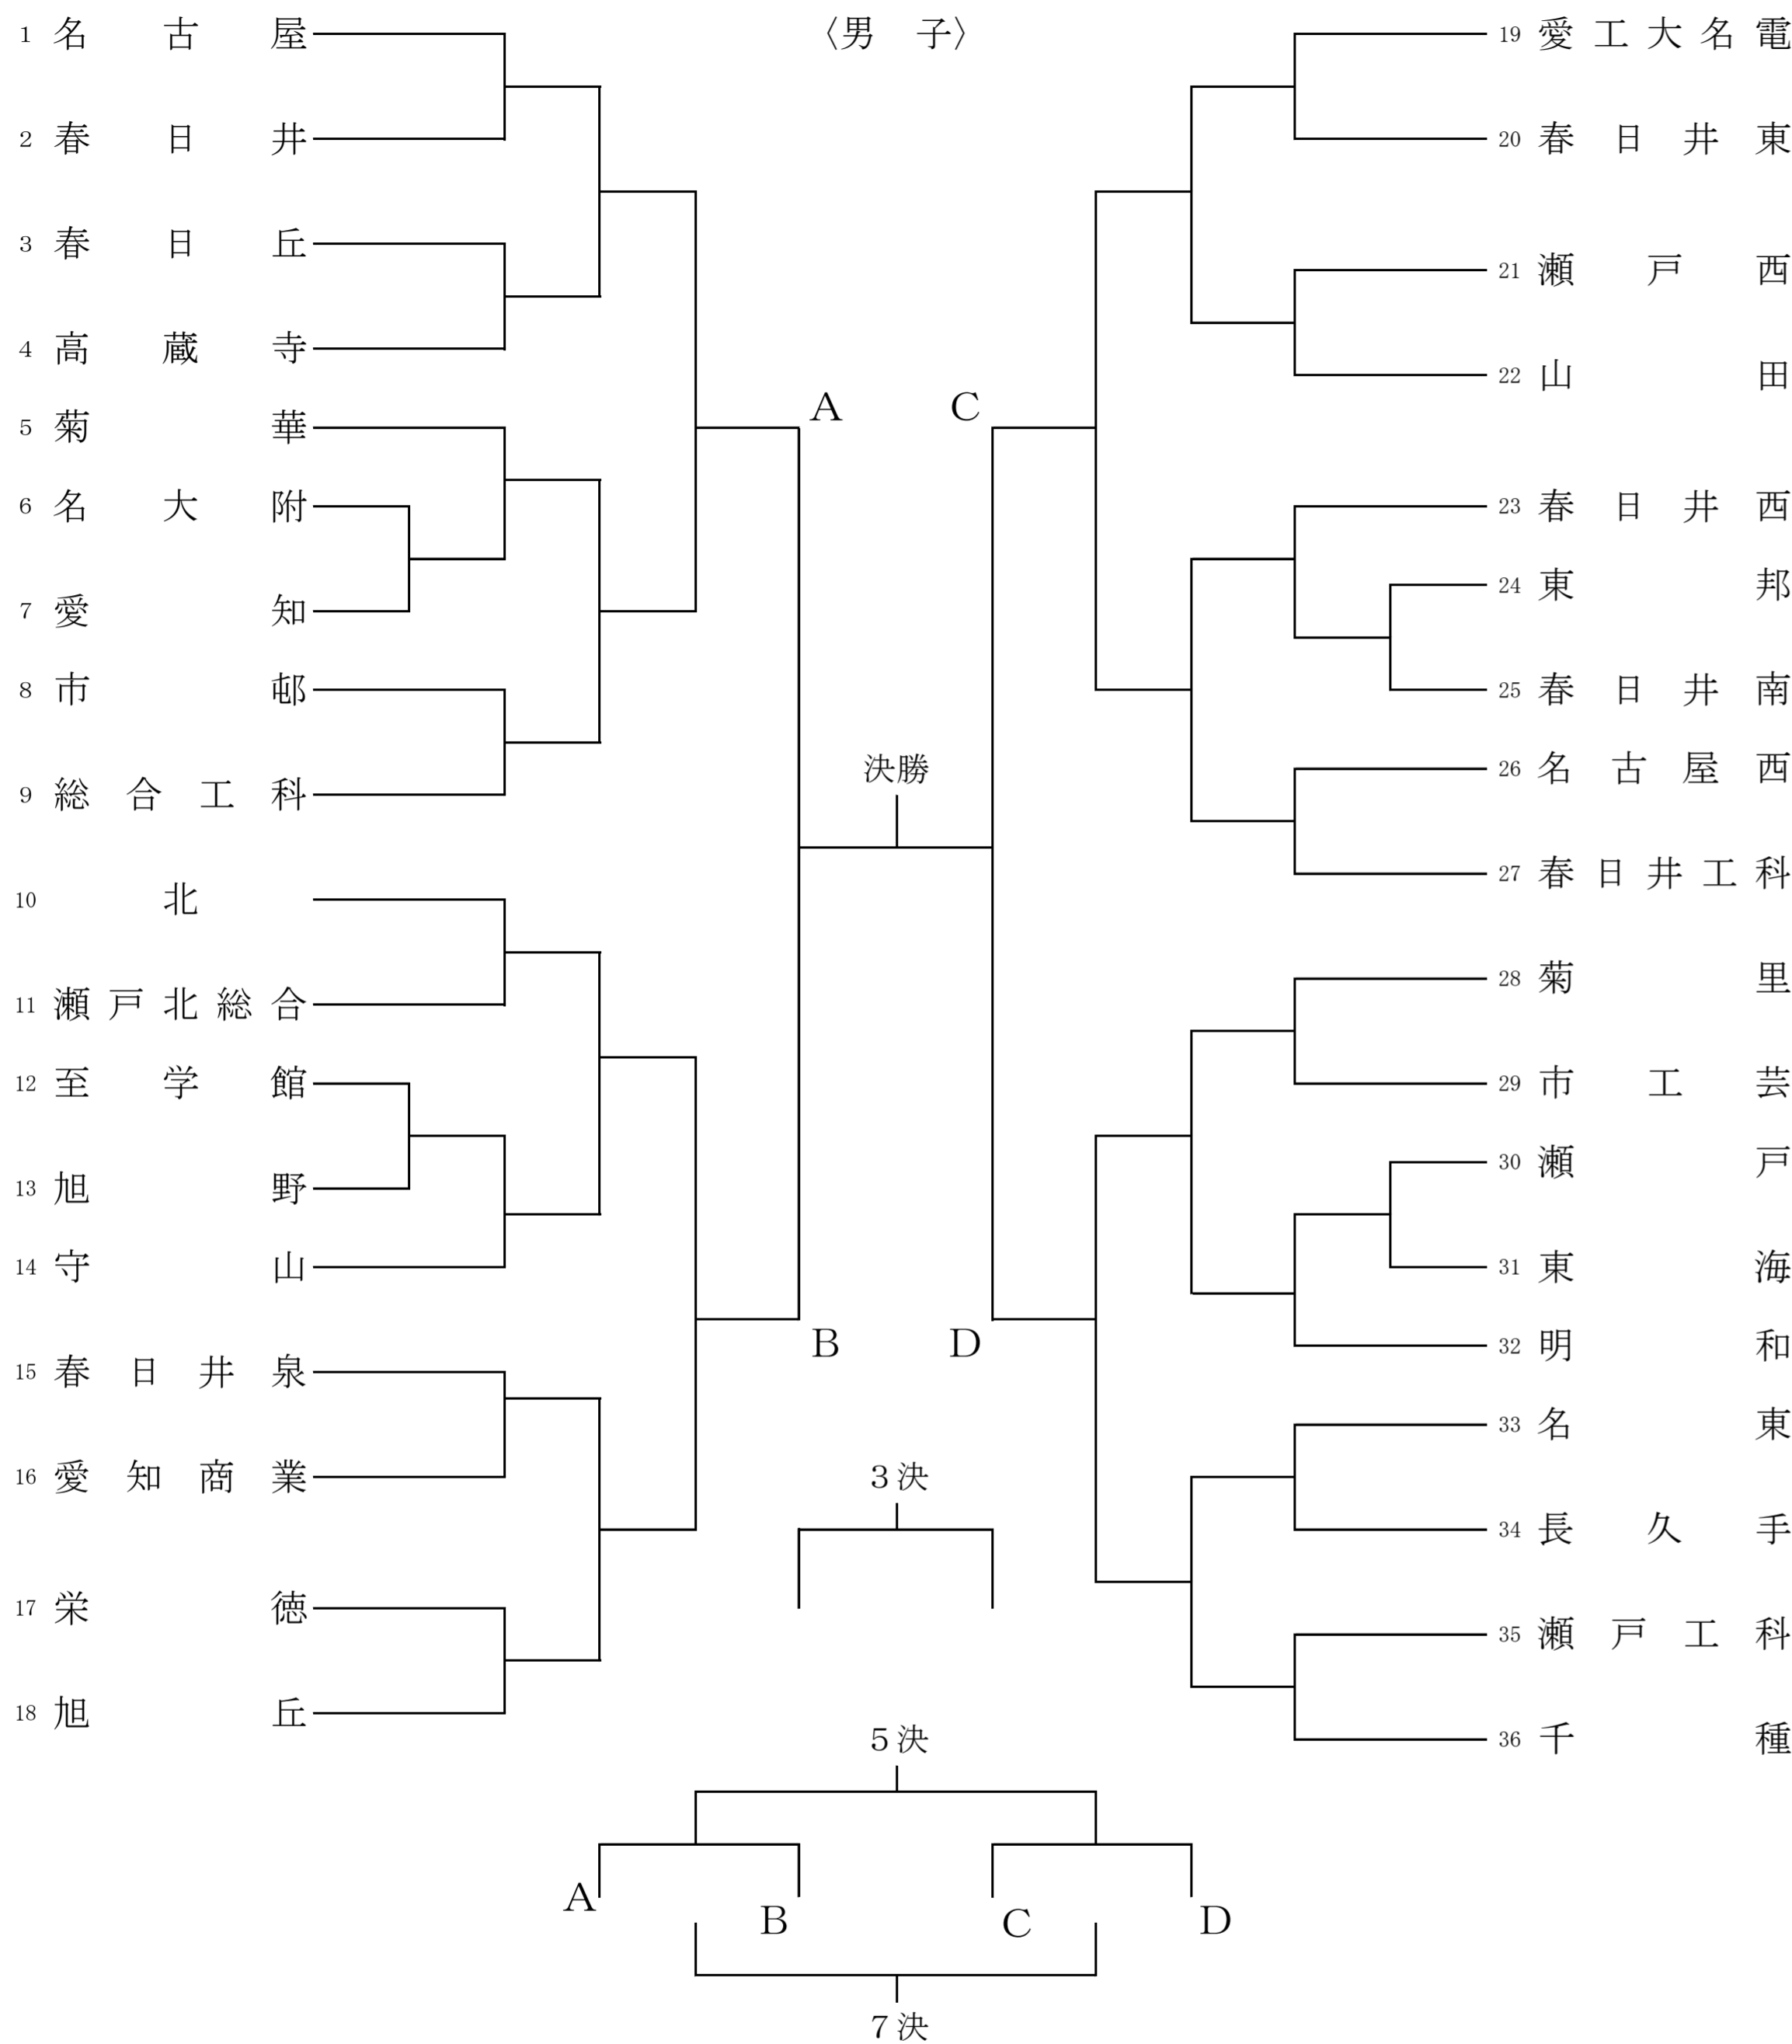 〈男 子〉
1 名古屋
2 春日井
3 春日丘
4 高蔵寺
5 菊華
6 名大附
7 愛知
8 市邨
9 総合工科
10 北
11 瀬戸北総合
12 至学館
13 旭野
14 守山
15 春日井泉
16 愛知商業
17 栄徳
18 旭丘
A
B
C
D
決勝
3決
19 愛工大名電
20 春日井東
21 瀬戸西
22 山田
23 春日井西
24 東邦
25 春日井南
26 名古屋西
27 春日井工科
28 菊里
29 市工芸
30 瀬戸
31 東海
32 明和
33 名東
34 長久手
35 瀬戸工科
36 千種
5決
A
B
C
D
7決